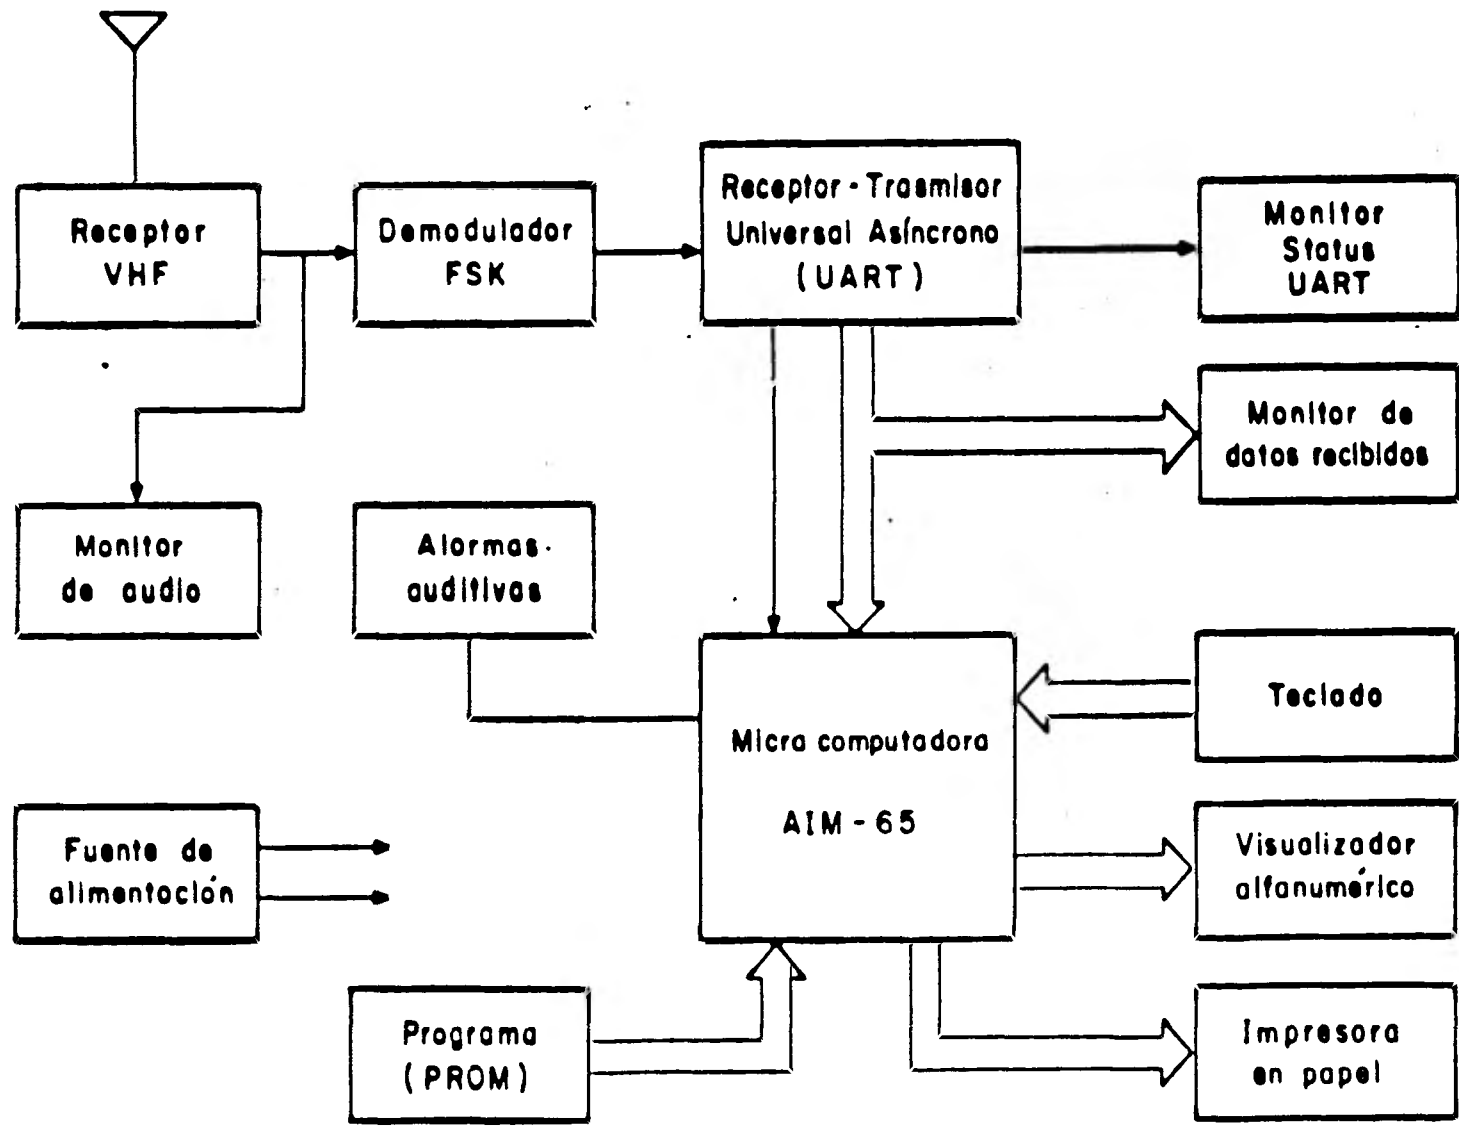 Receptor
VHF
Demodulador
FSK
Receptor - Trasmisor
Universal Asíncrono
(UART)
Monitor
Status
UART
Monitor de
datos recibidos
Monitor
de audio
Alarmas
auditivas
Micra computadora
AIM - 65
Teclado
Fuente de
alimentación
Visualizador
alfanumérico
Programa
(PROM)
Impresora
en papel